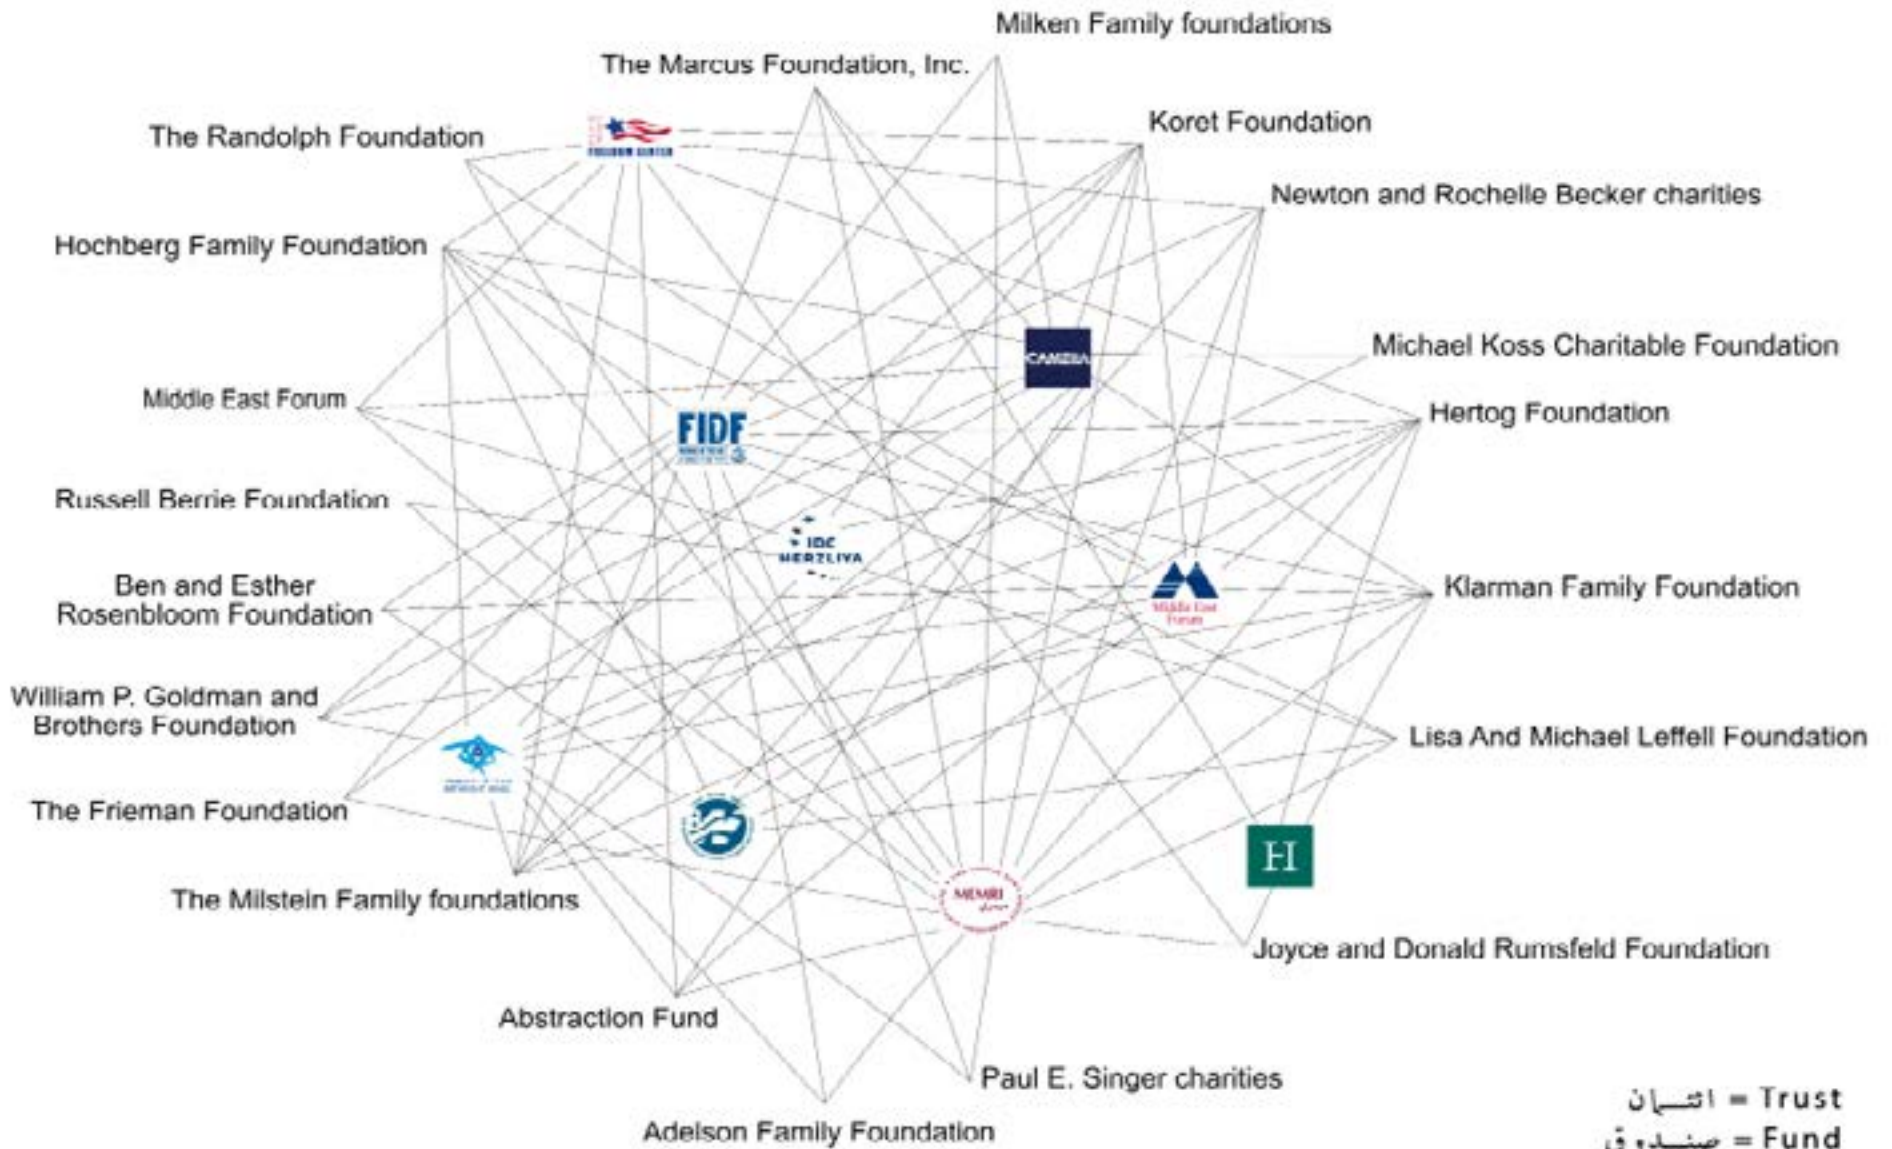 Milken Family foundations
The Marcus Foundation, Inc.
Koret Foundation
The Randolph Foundation
FREEDOM CENTER
Newton and Rochelle Becker charities
Hochberg Family Foundation
CAMERA
Michael Koss Charitable Foundation
Middle East Forum
Hertog Foundation
FIDF
Russell Berrie Foundation
IDC
HERZLIYA
Ben and Esther
Rosenbloom Foundation
Middle East
Forum
Klarman Family Foundation
William P. Goldman and
Brothers Foundation
Lisa And Michael Leffell Foundation
The Frieman Foundation
H
The Milstein Family foundations
MEMRI
Joyce and Donald Rumsfeld Foundation
Abstraction Fund
Paul E. Singer charities
Adelson Family Foundation
Trust = ائتمان
Fund = صندوق